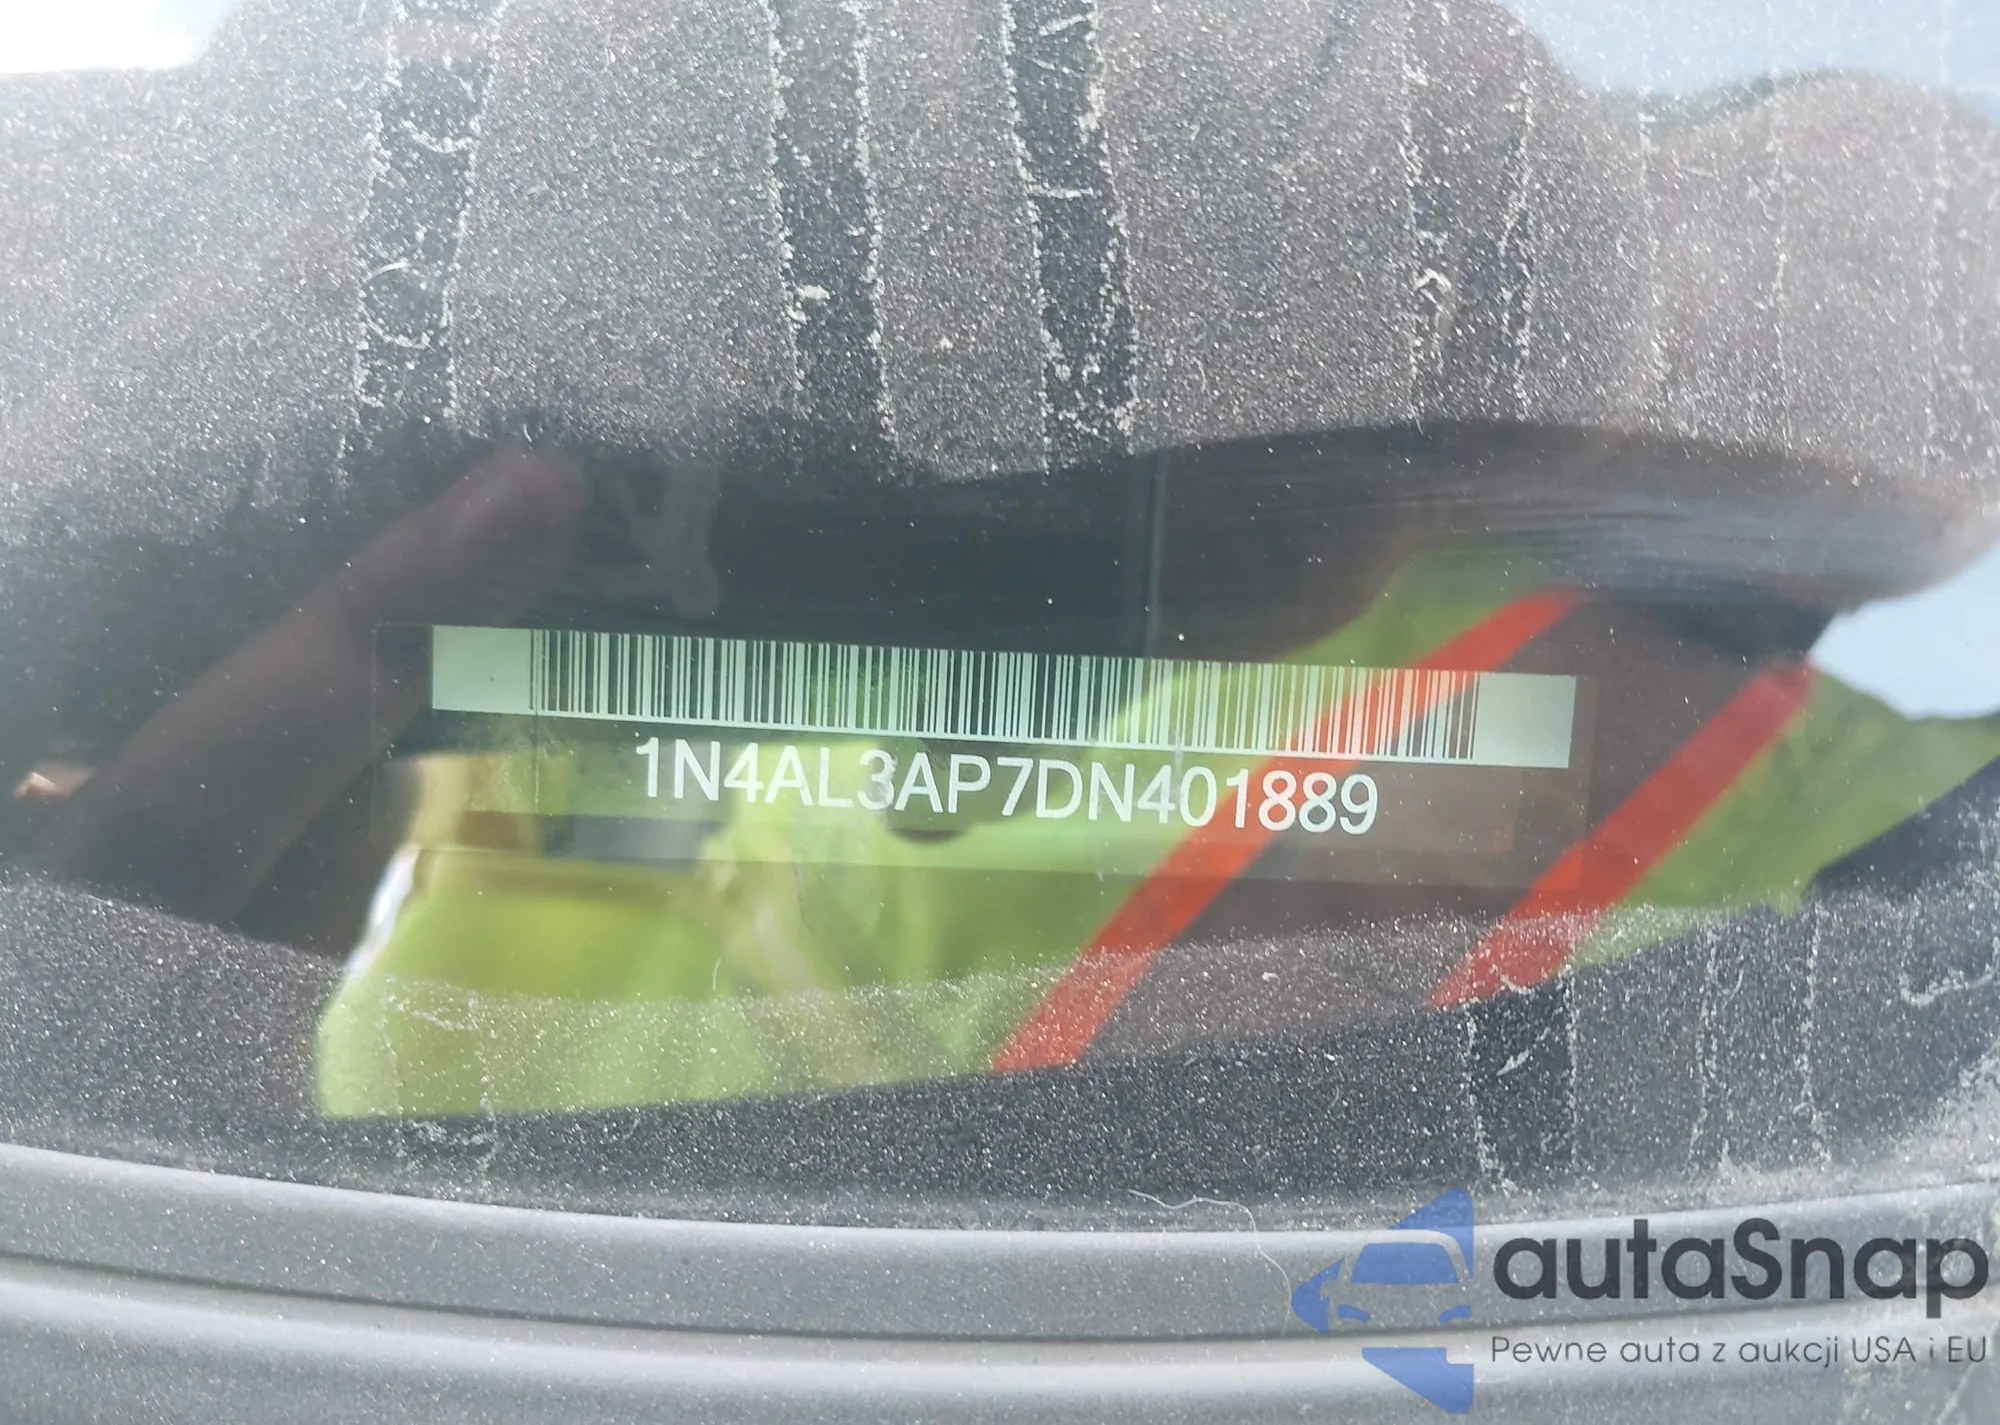 1N4AL3AP7DN401889
autaSnap
Pewne auta z aukcji USA i EU